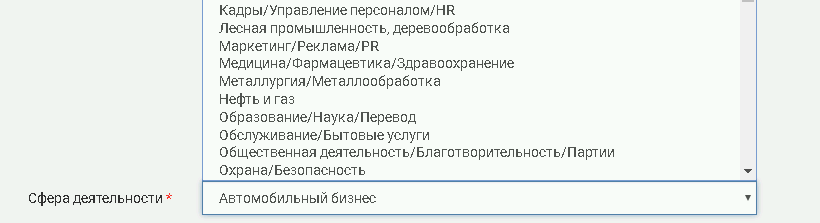 Кадры/Управление персоналом/HR
Лесная промышленность, деревообработка
Маркетинг/Реклама/PR
Медицина/Фармацевтика/Здравоохранение
Металлургия/Металлообработка
Нефть и газ
Образование/Наука/Перевод
Обслуживание/Бытовые услуги
Общественная деятельность/Благотворительность/Партии
Охрана/Безопасность
Сфера деятельности * Автомобильный бизнес